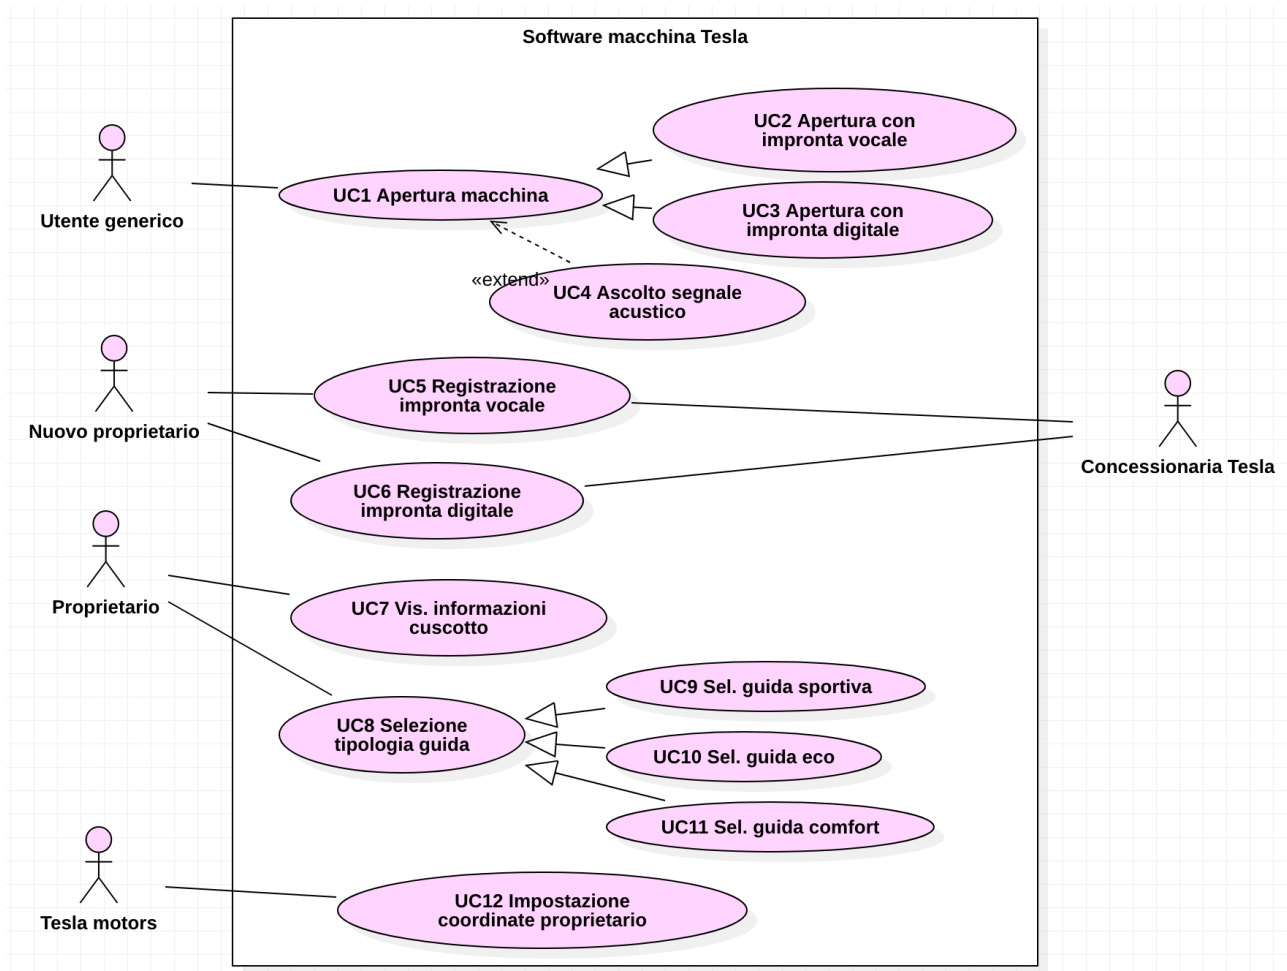 Software macchina Tesla
UC2 Apertura con
impronta vocale
UC1 Apertura macchina
Utente generico
UC3 Apertura con
impronta digitale
«extend»
UC4 Ascolto segnale
acustico
UC5 Registrazione
impronta vocale
Nuovo proprietario
Concessionaria Tesla
UC6 Registrazione
impronta digitale
Proprietario
UC7 Vis. informazioni
cuscotto
UC9 Sel. guida sportiva
UC8 Selezione
tipologia guida
UC10 Sel. guida eco
UC11 Sel. guida comfort
UC12 Impostazione
coordinate proprietario
Tesla motors